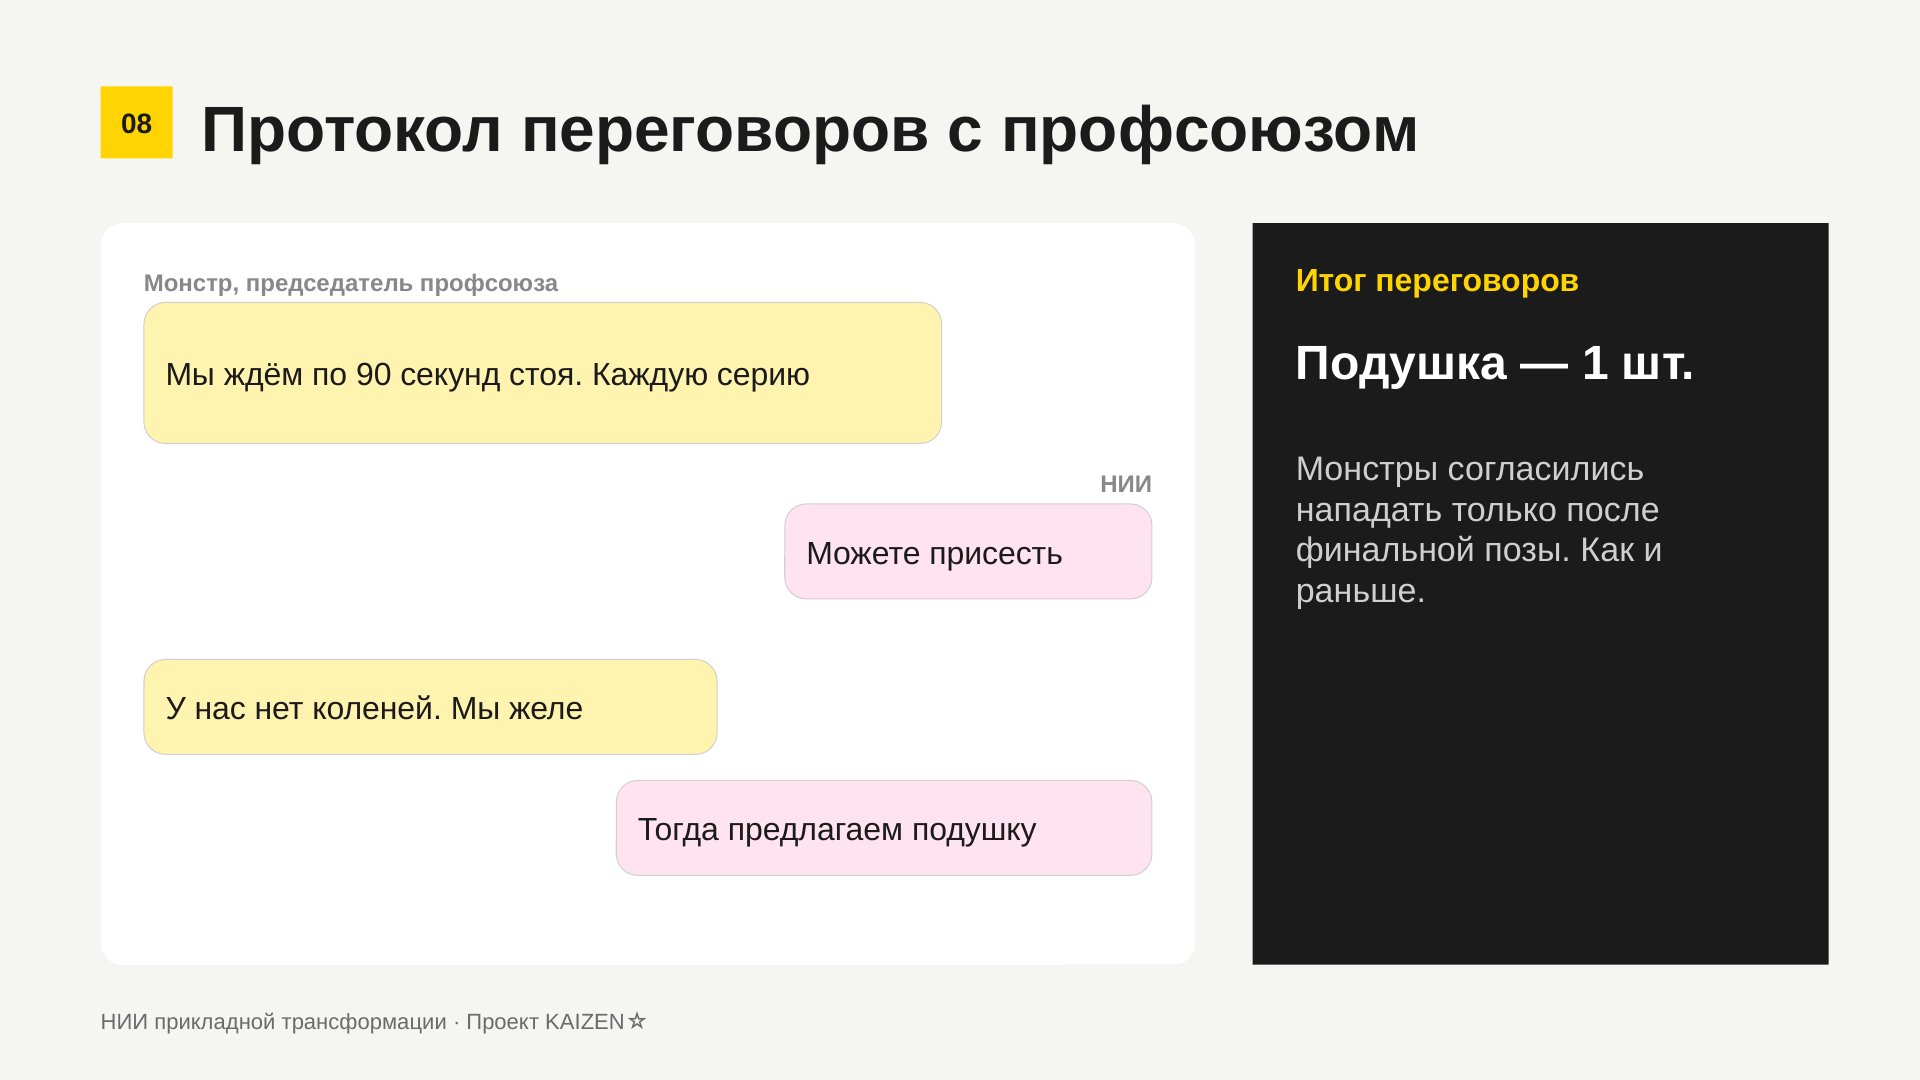 08
Протокол переговоров с профсоюзом
Монстр, председатель профсоюза
Мы ждём по 90 секунд стоя. Каждую серию
НИИ
Можете присесть
У нас нет коленей. Мы желе
Тогда предлагаем подушку
Итог переговоров
Подушка — 1 шт.
Монстры согласились
нападать только после
финальной позы. Как и
раньше.
НИИ прикладной трансформации · Проект KAIZEN☆